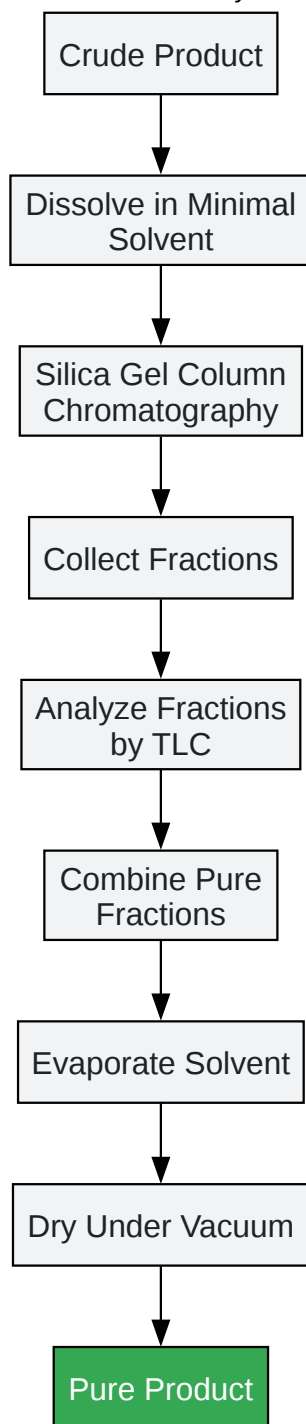 Crude Product
Dissolve in Minimal
Solvent
Silica Gel Column
Chromatography
Collect Fractions
Analyze Fractions
by TLC
Combine Pure
Fractions
Evaporate Solvent
Dry Under Vacuum
Pure Product